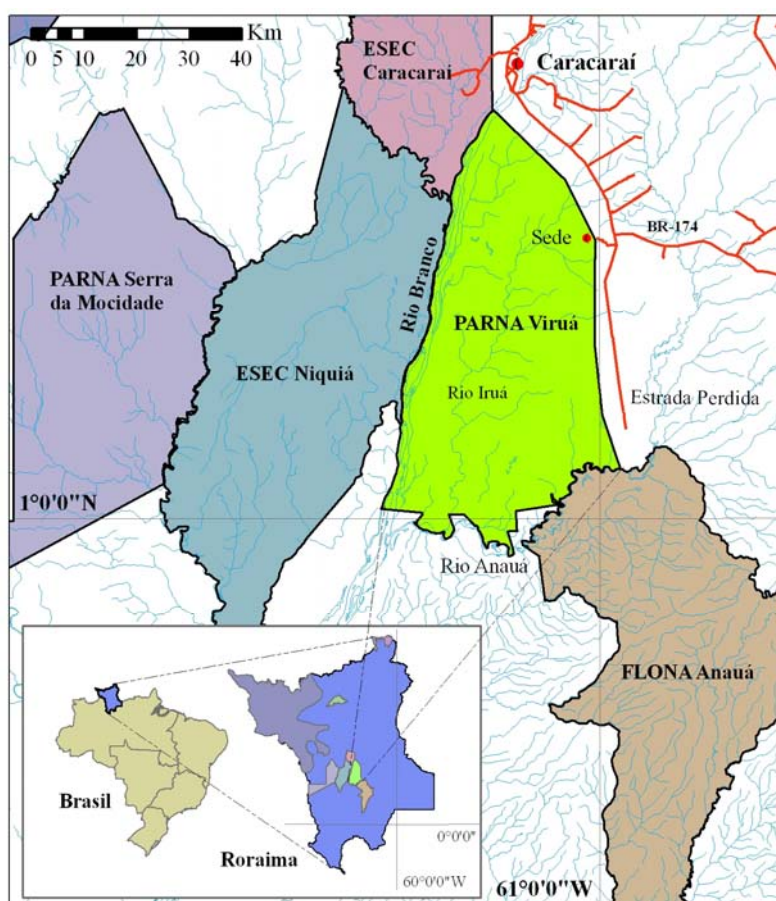 Km
0 5 10 20 30 40
ESEC
Caracaraí
Caracaraí
BR-174
Sede
Rio Branco
PARNA Serra
da Mocidade
PARNA Viruá
ESEC Niquiá
Rio Iruá
Estrada Perdida
1°0'0"N
Rio Anauá
FLONA Anauá
Brasil
0°0'0"
Roraima
60°0'0"W
61°0'0"W